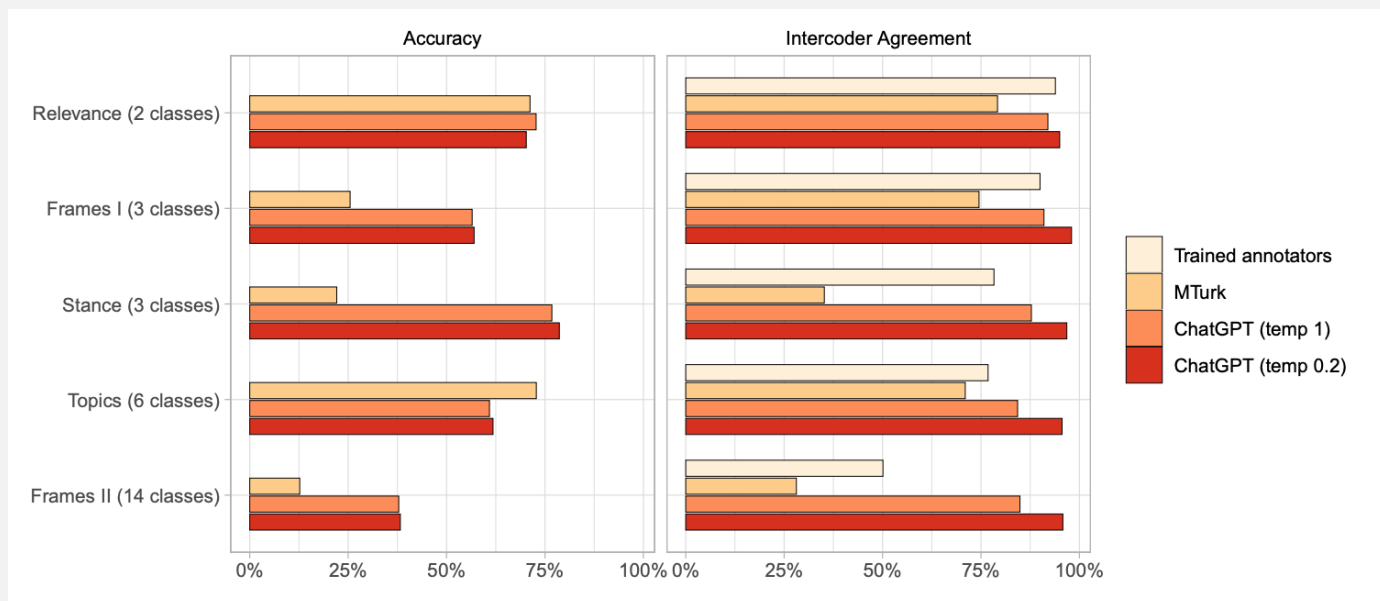 Accuracy
Intercoder Agreement
Relevance (2 classes)
Frames I (3 classes)
Stance (3 classes)
Topics (6 classes)
Frames II (14 classes)
0% 25% 50% 75% 100%
0% 25% 50% 75% 100%
Trained annotators
MTurk
ChatGPT (temp 1)
ChatGPT (temp 0.2)